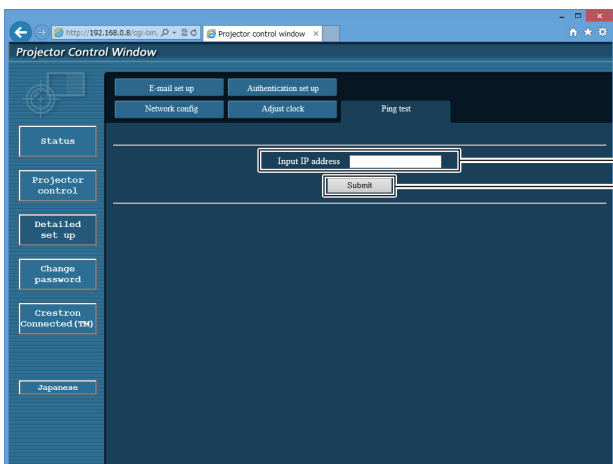 http://192.168.0.8/cgi-bin,
Projector control window
Projector Control Window
E-mail set up
Authentication set up
Network config
Adjust clock
Ping test
Status
Input IP address
Submit
Projector
control
Detailed
set up
Change
password
Crestron
Connected(TM)
Japanese